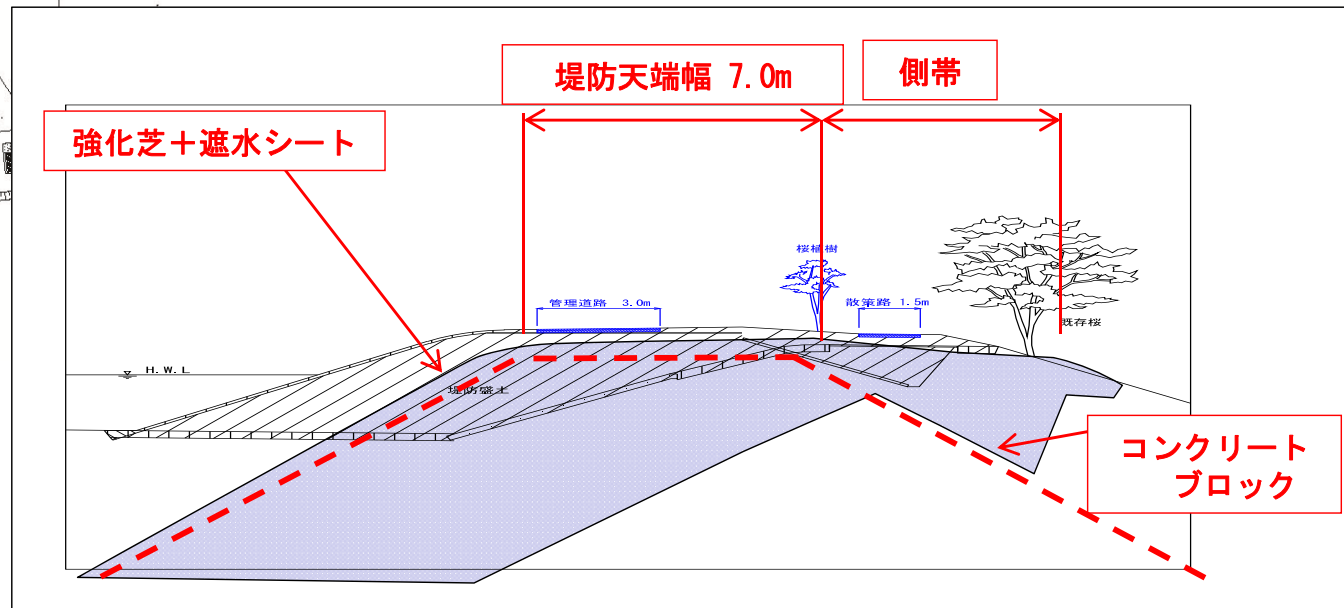 堤防天端幅 7.0m
側帯
強化芝＋遮水シート
桜植樹
管理道路 3.0m
散策路 1.5m
既存桜
H.W.L
堤防盛土
コンクリート
ブロック